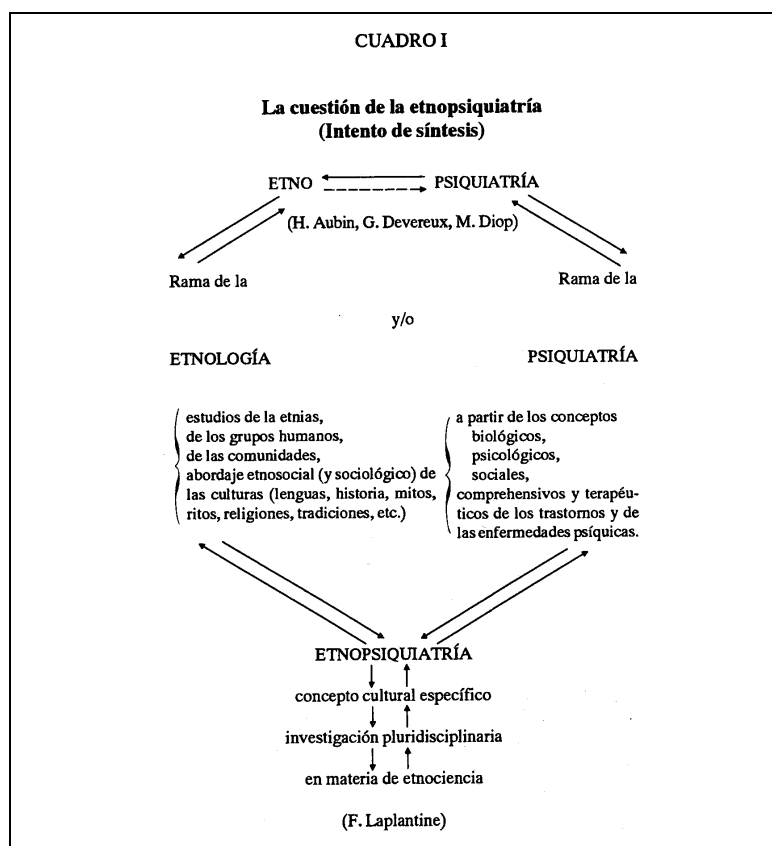 CUADRO I
La cuestión de la etnopsiquiatría
(Intento de síntesis)
ETNO
PSIQUIATRÍA
(H. Aubin, G. Devereux, M. Diop)
Rama de la
Rama de la
y/o
ETNOLOGÍA
PSIQUIATRÍA
estudios de la etnias,
de los grupos humanos,
de las comunidades,
abordaje etnosocial (y sociológico) de
las culturas (lenguas, historia, mitos,
ritos, religiones, tradiciones, etc.)
a partir de los conceptos
biológicos,
psicológicos,
sociales,
comprehensivos y terapéu-
ticos de los trastornos y de
las enfermedades psíquicas.
ETNOPSIQUIATRÍA
concepto cultural específico
investigación pluridisciplinaria
en materia de etnociencia
(F. Laplantine)